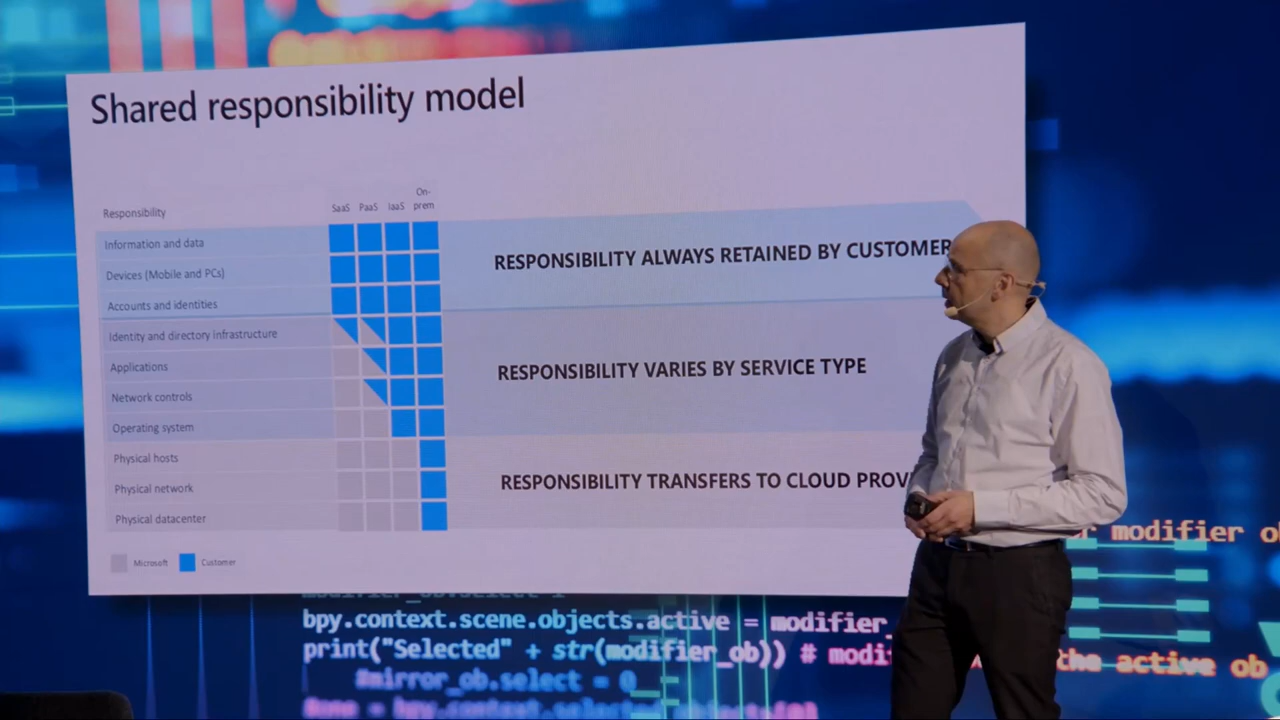 Shared responsibility model
Responsibility
SaaS PaaS IaaS On-
prem
Information and data
Devices (Mobile and PCs)
Accounts and identities
Identity and directory infrastructure
Applications
Network controls
Operating system
Physical hosts
Physical network
Physical datacenter
RESPONSIBILITY ALWAYS RETAINED BY CUSTOMER
RESPONSIBILITY VARIES BY SERVICE TYPE
RESPONSIBILITY TRANSFERS TO CLOUD PROV
Microsoft Customer
modifier ob
bpy.context.scene.objects.active = modifier_
print("Selected" + str(modifier_ob)) # modi the active ob
#mirror_ob.select = 0